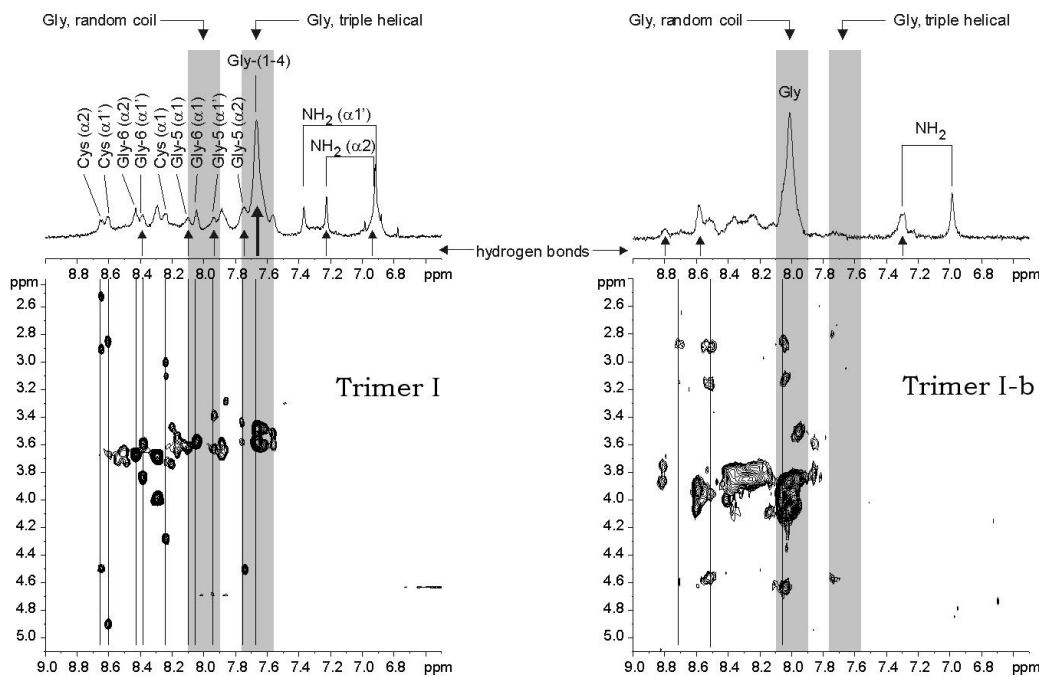 Gly, random coil
Gly, triple helical
Gly-(1-4)
Cys (α2)
Cys (α1')
Gly-6 (α2)
Gly-6 (α1')
Cys (α1)
Gly-5 (α1)
Gly-6 (α1)
Gly-5 (α1')
Gly-5 (α2)
NH2 (α1')
NH2 (α2)
8.8 8.6 8.4 8.2 8.0 7.8 7.6 7.4 7.2 7.0 6.8
ppm
ppm
2.6
2.8
3.0
3.2
3.4
3.6
3.8
4.0
4.2
4.4
4.6
4.8
5.0
Trimer I
9.0 8.8 8.6 8.4 8.2 8.0 7.8 7.6 7.4 7.2 7.0 6.8 ppm
hydrogen bonds
Gly, random coil
Gly, triple helical
Gly
NH2
8.8 8.6 8.4 8.2 8.0 7.8 7.6 7.4 7.2 7.0 6.8
ppm
ppm
2.6
2.8
3.0
3.2
3.4
3.6
3.8
4.0
4.2
4.4
4.6
4.8
5.0
Trimer I-b
9.0 8.8 8.6 8.4 8.2 8.0 7.8 7.6 7.4 7.2 7.0 6.8 ppm